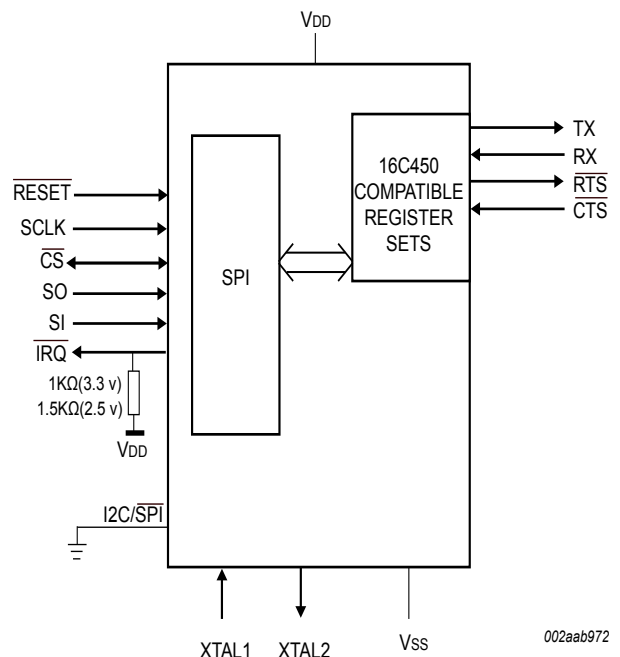 VDD
TX
RX
RTS
CTS
16C450
COMPATIBLE
REGISTER
SETS
RESET
SCLK
CS
SO
SI
IRQ
SPI
1KΩ(3.3 v)
1.5KΩ(2.5 v)
VDD
I2C/SPI
XTAL1
XTAL2
VSS
002aab972